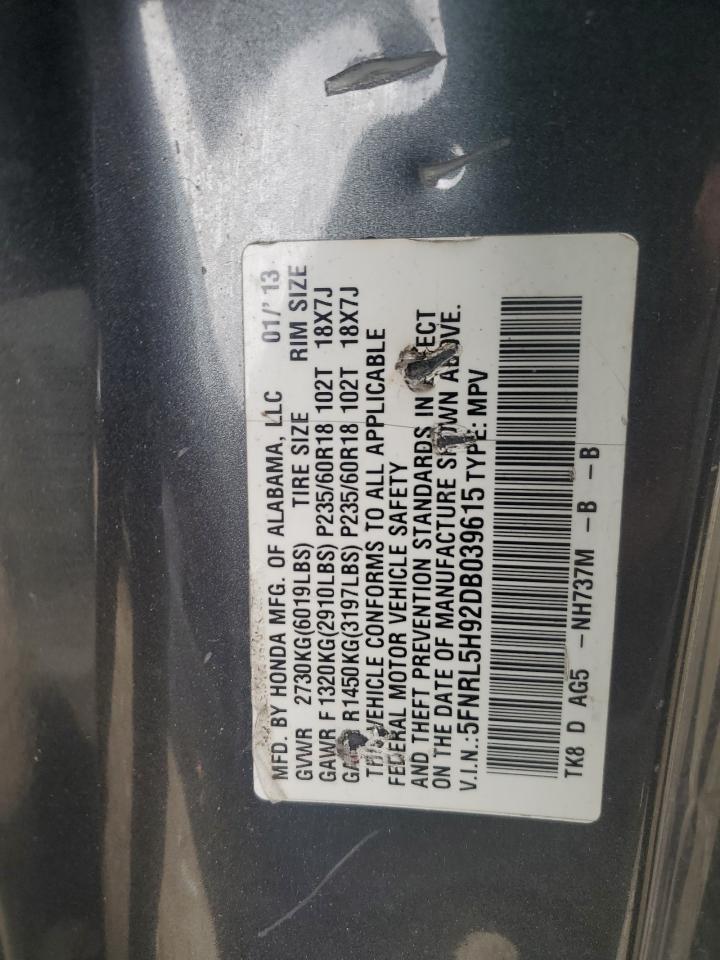 MFD. BY HONDA MFG. OF ALABAMA, LLC 01/'13
GVWR 2730KG(6019LBS) TIRE SIZE RIM SIZE
GAWR F 1320KG(2910LBS) P235/60R18 102T 18X7J
R 1450KG(3197LBS) P235/60R18 102T 18X7J
VEHICLE CONFORMS TO ALL APPLICABLE
FEDERAL MOTOR VEHICLE SAFETY
AND THEFT PREVENTION STANDARDS IN
ON THE DATE OF MANUFACTURE ABOVE.
V.I.N.:5FNRL5H92DB039615 TYPE: MPV
TK8 D AG5 -NH737M -B -B